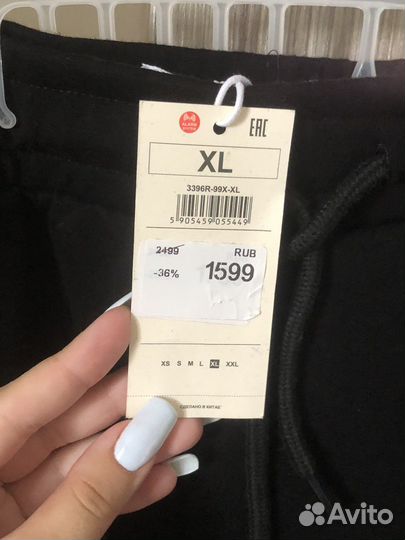 ALARM
EAC
XL
3396R-99X-XL
5 905459 055449
2499 RUB
-36% 1599
XS S M L XL XXL
СДЕЛАНО В КИТАЕ
Avito